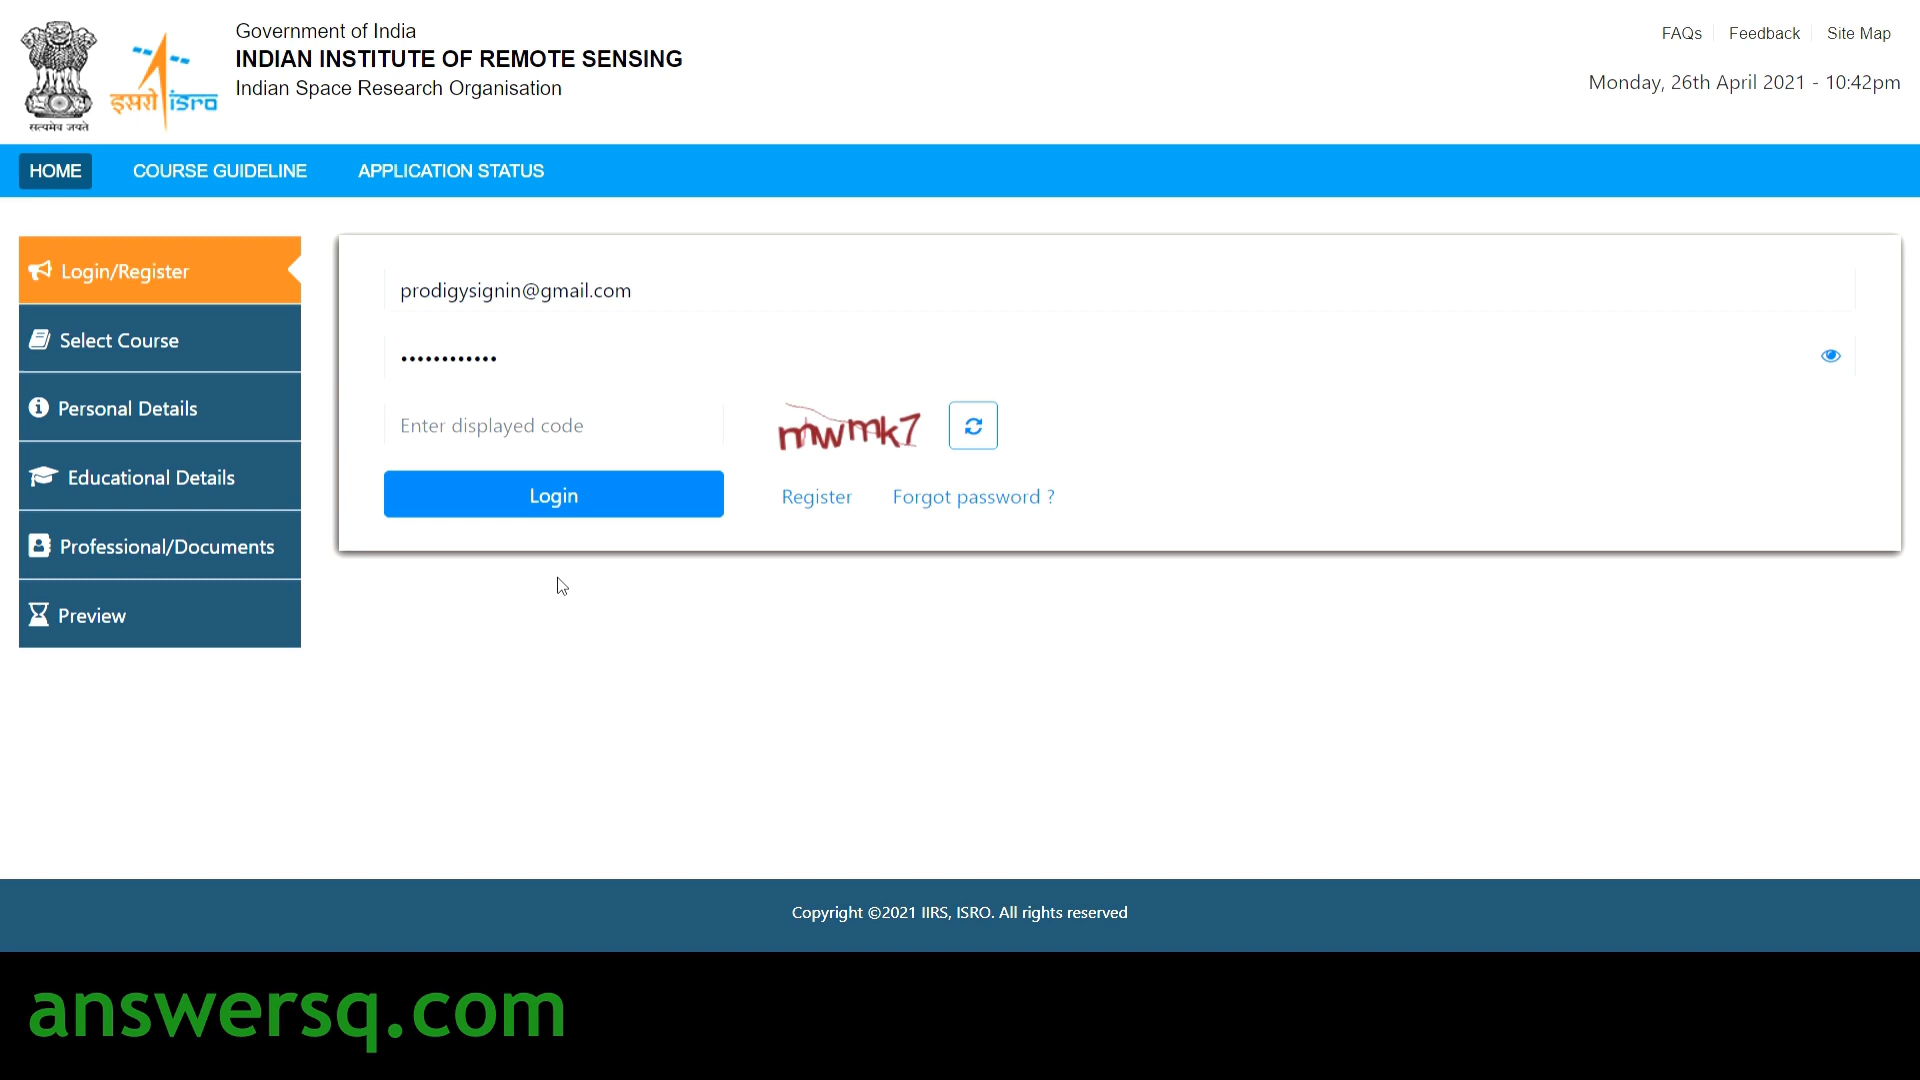 Government of India
INDIAN INSTITUTE OF REMOTE SENSING
Indian Space Research Organisation
सत्यमेव जयते
इसरो isro
FAQs Feedback Site Map
Monday, 26th April 2021 - 10:42pm
HOME COURSE GUIDELINE APPLICATION STATUS
Login/Register
Select Course
Personal Details
Educational Details
Professional/Documents
Preview
prodigysignin@gmail.com
••••••••••••
Enter displayed code mwmk7
Login Register Forgot password ?
Copyright ©2021 IIRS, ISRO. All rights reserved
answersq.com